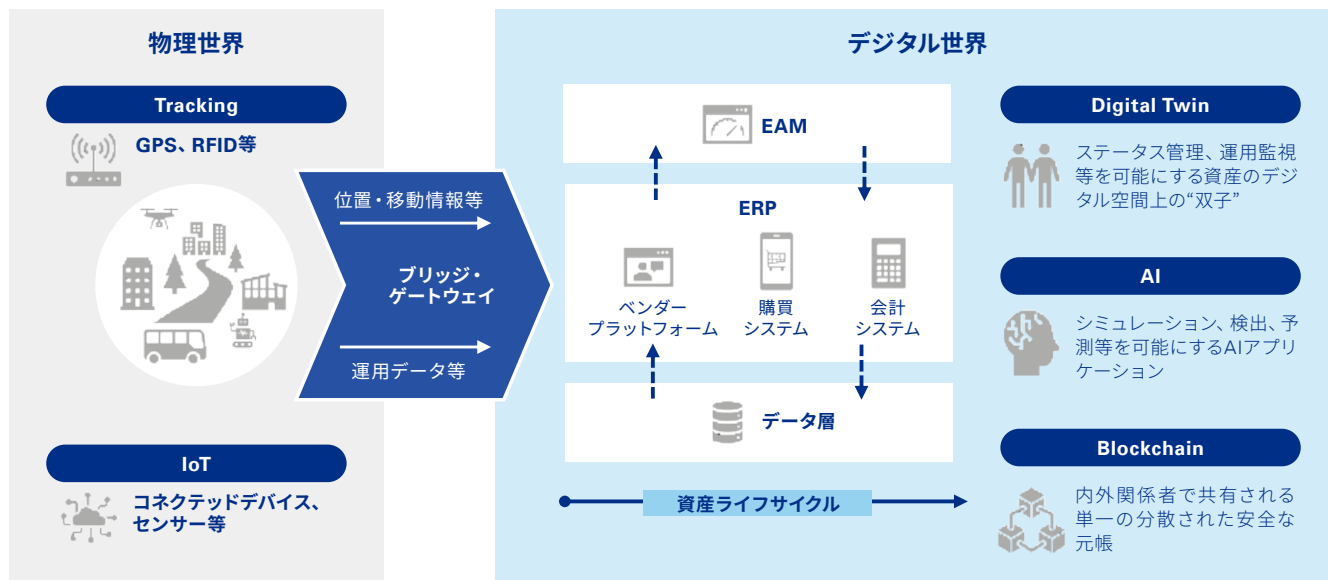 物理世界
Tracking
GPS、RFID等
IoT
コネクテッドデバイス、
センサー等
位置・移動情報等
ブリッジ・
ゲートウェイ
運用データ等
デジタル世界
EAM
ERP
ベンダー
プラットフォーム
購買
システム
会計
システム
データ層
資産ライフサイクル
Digital Twin
ステータス管理、運用監視
等を可能にする資産のデジ
タル空間上の“双子”
AI
シミュレーション、検出、予
測等を可能にするAIアプリ
ケーション
Blockchain
内外関係者で共有される
単一の分散された安全な
元帳